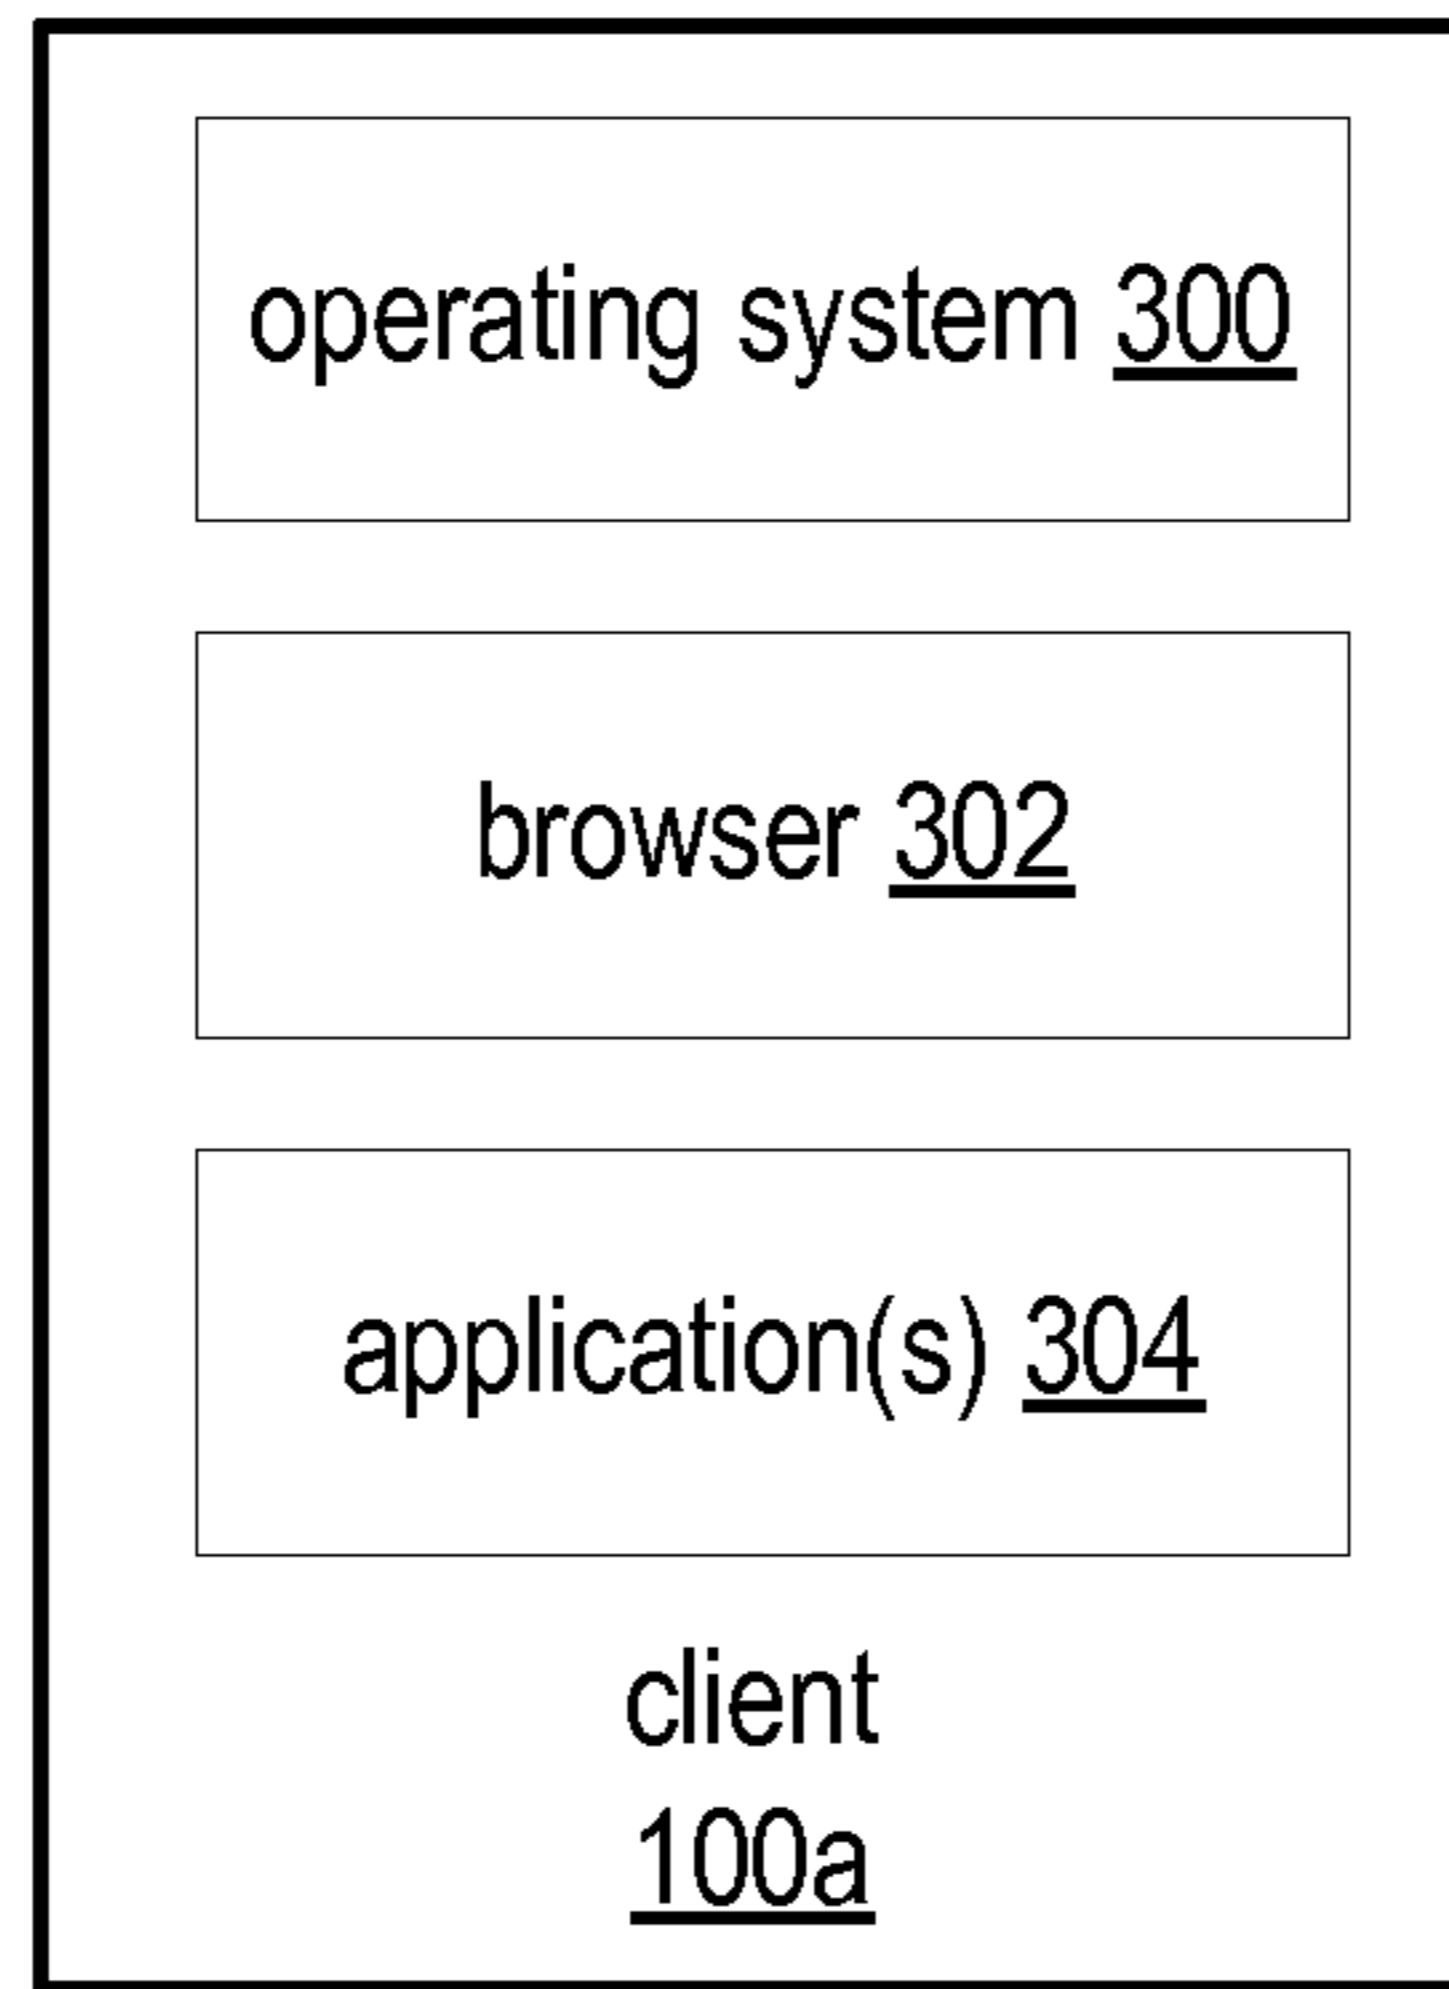 operating system 300
browser 302
application(s) 304
client
100a